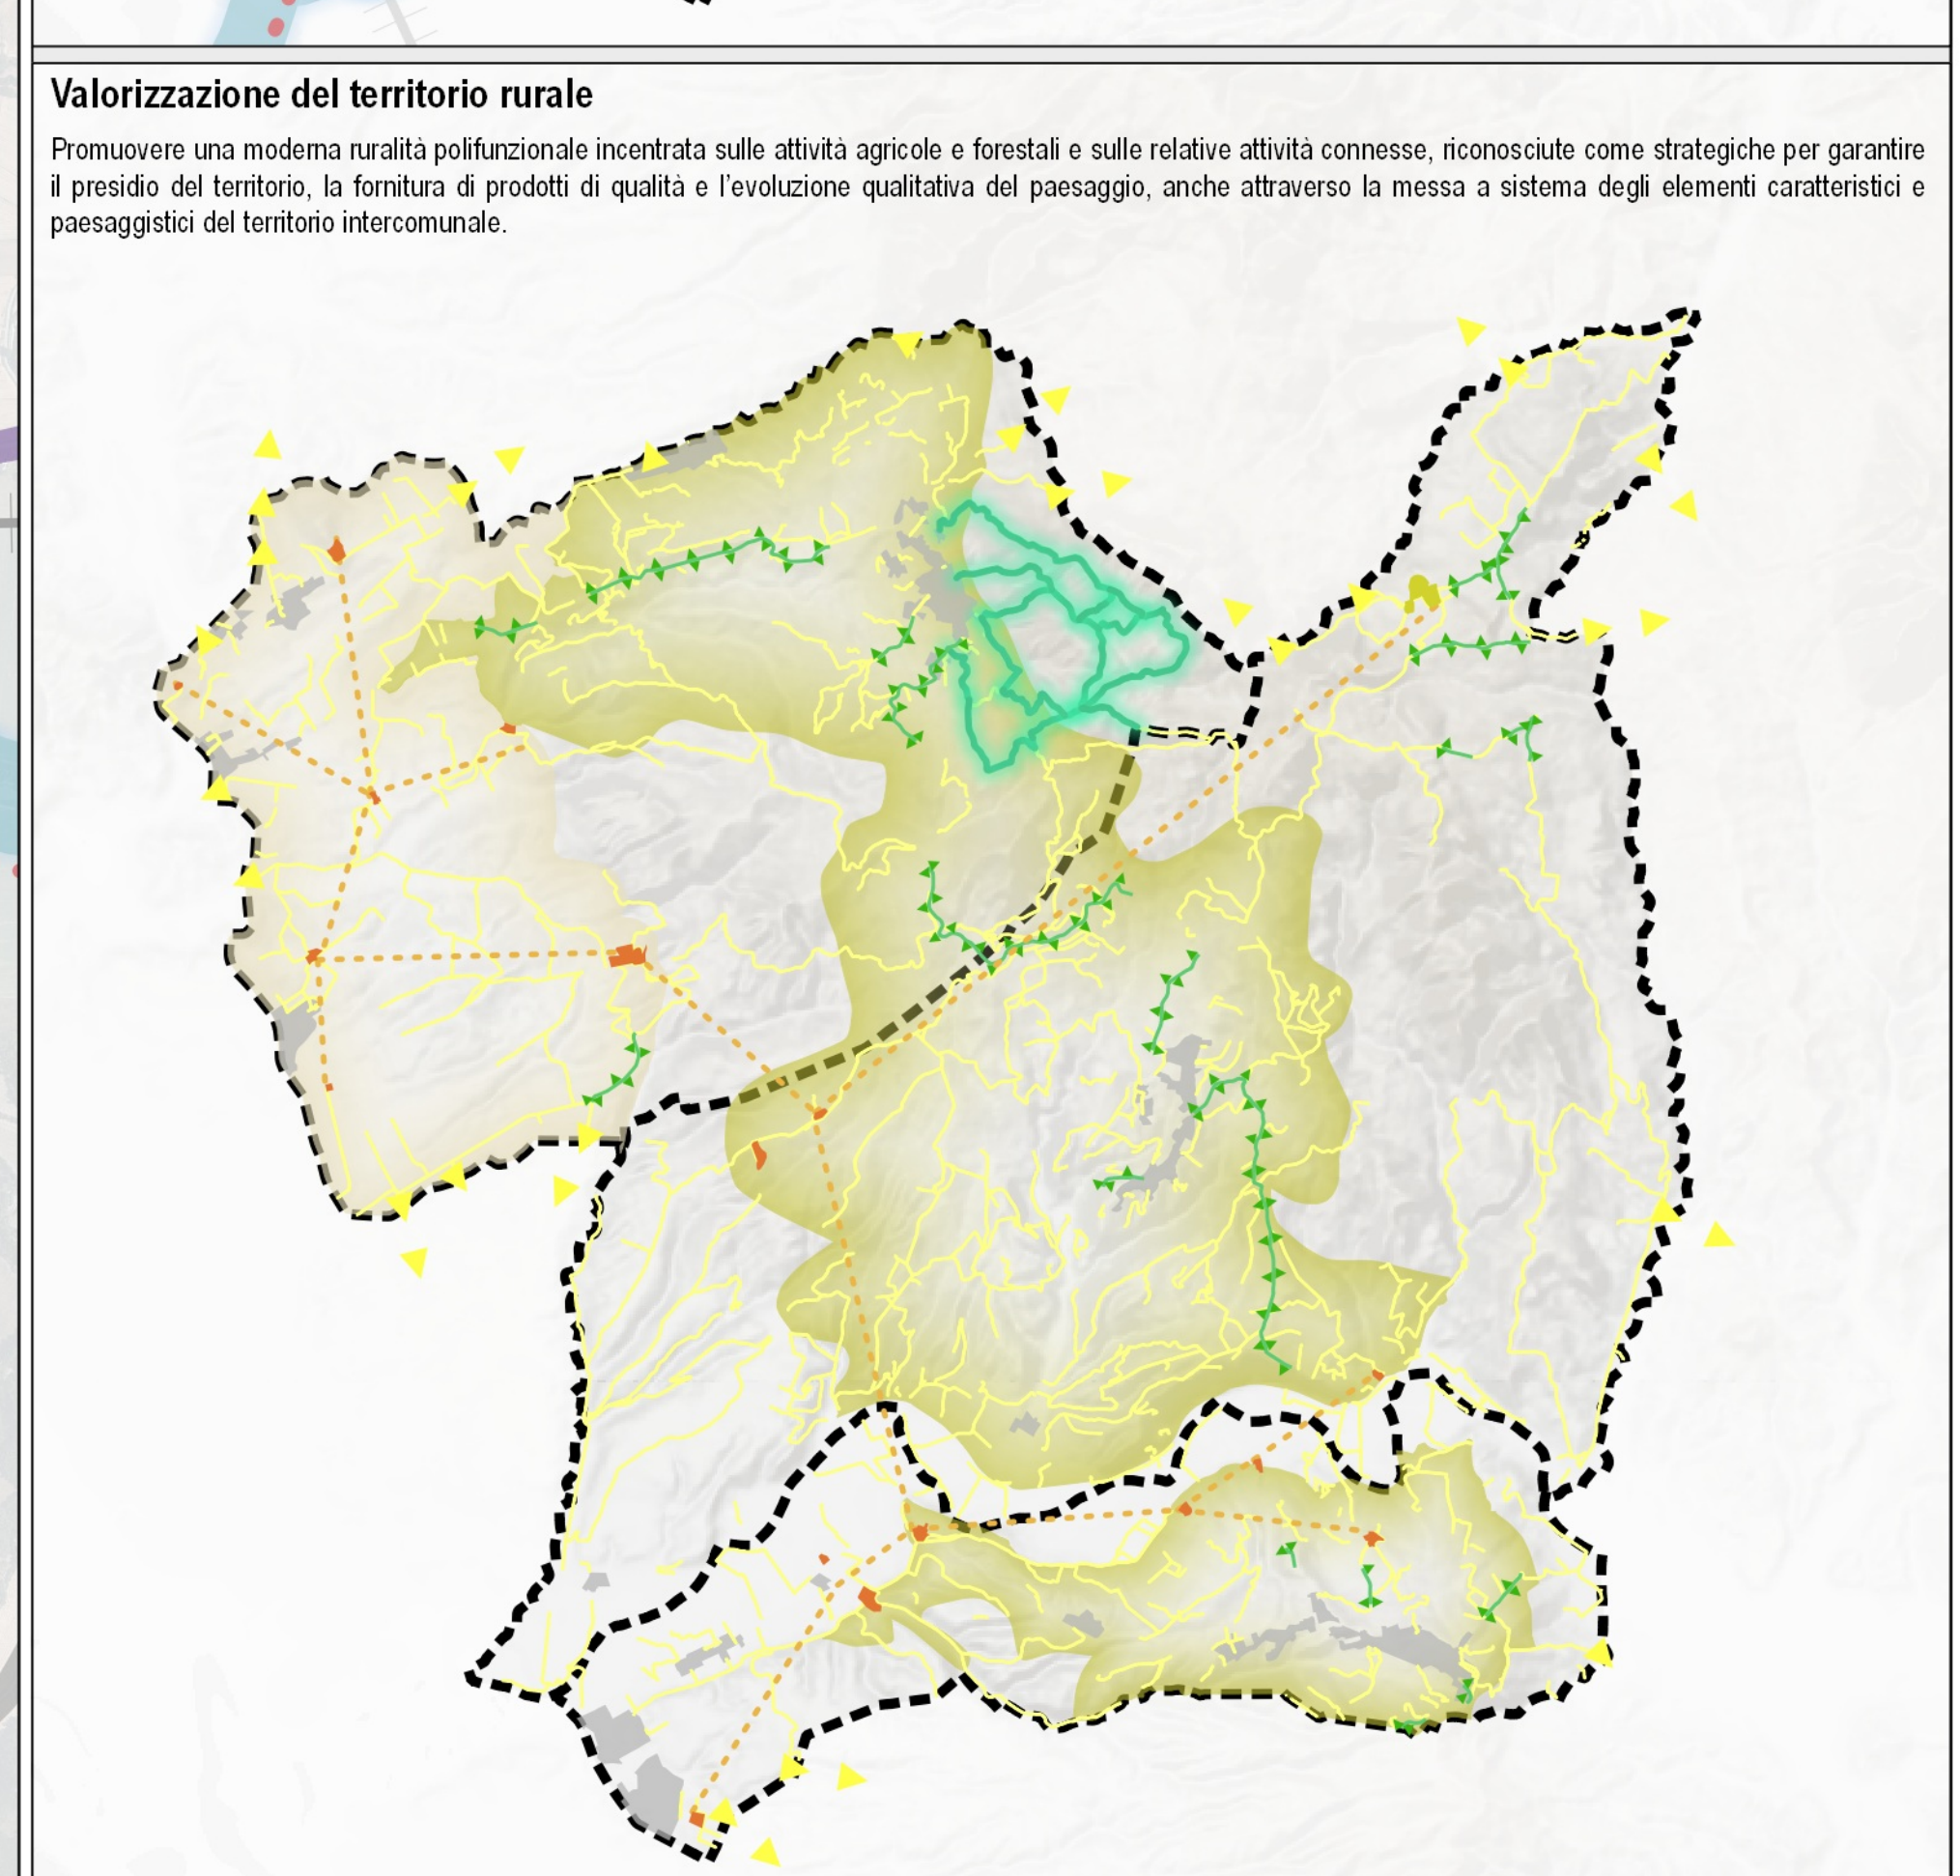 Valorizzazione del territorio rurale
Promuovere una moderna ruralità polifunzionale incentrata sulle attività agricole e forestali e sulle relative attività connesse, riconosciute come strategiche per garantire
il presidio del territorio, la fornitura di prodotti di qualità e l'evoluzione qualitativa del paesaggio, anche attraverso la messa a sistema degli elementi caratteristici e
paesaggistici del territorio intercomunale.